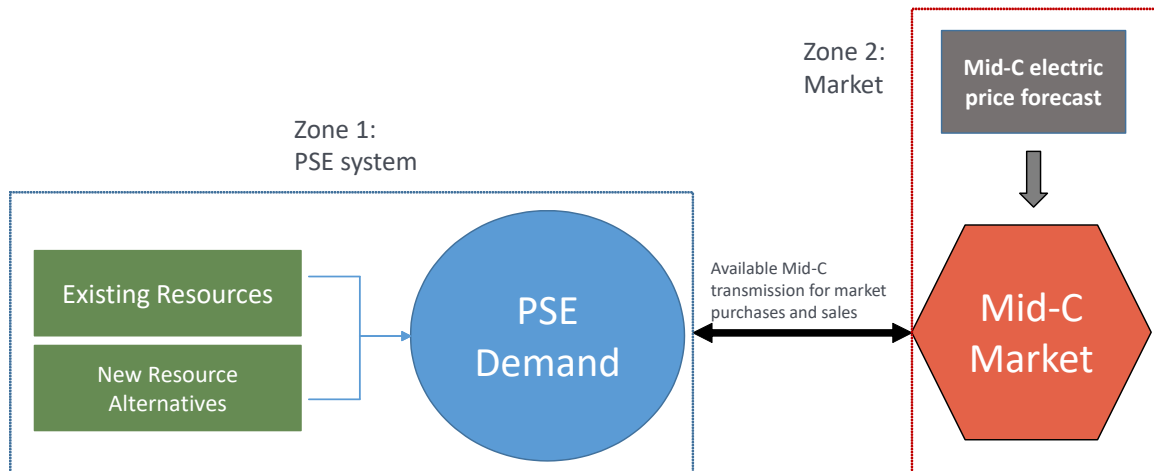 Zone 1:
PSE system
Existing Resources
New Resource
Alternatives
PSE
Demand
Available Mid-C
transmission for market
purchases and sales
Zone 2:
Market
Mid-C electric
price forecast
Mid-C
Market